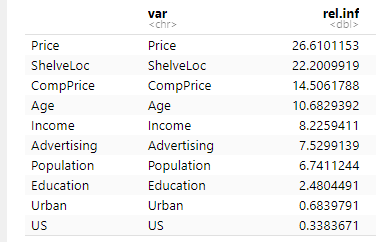 var rel.inf
<chr> <dbl>
Price Price 26.6101153
ShelveLoc ShelveLoc 22.2009919
CompPrice CompPrice 14.5061788
Age Age 10.6829392
Income Income 8.2259411
Advertising Advertising 7.5299139
Population Population 6.7411244
Education Education 2.4804491
Urban Urban 0.6839791
US US 0.3383671